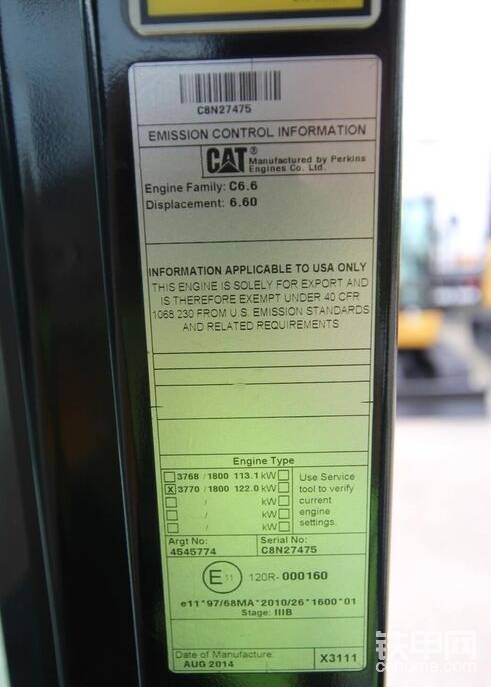 C8N27475
EMISSION CONTROL INFORMATION
CAT® Manufactured by Perkins
Engines Co. Ltd.
Engine Family: C6.6
Displacement: 6.60
INFORMATION APPLICABLE TO USA ONLY
THIS ENGINE IS SOLELY FOR EXPORT AND
IS THEREFORE EXEMPT UNDER 40 CFR
1068 230 FROM U.S. EMISSION STANDARDS
AND RELATED REQUIREMENTS
Engine Type
3768 / 1800 113.1 kW
X 3770 / 1800 122.0 kW
/ kW
/ kW
/ kW
Use Service
tool to verify
current
engine
settings.
Argt No: Serial No:
4545774 C8N27475
E11 120R-000160
e11*97/68MA*2010/26*1600*01
Stage: IIIB
Date of Manufacture:
AUG 2014 X3111
铁甲网
cehome.com